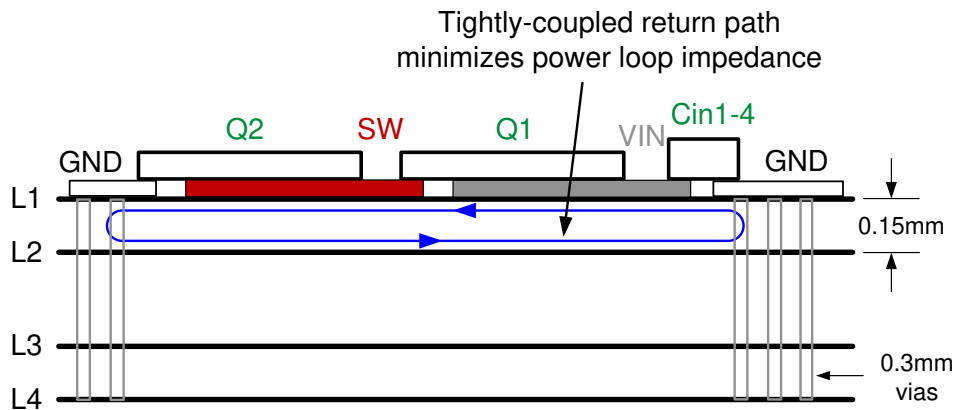 Tightly-coupled return path
minimizes power loop impedance
Cin1-4
Q2
SW
Q1
VIN
GND
GND
L1
0.15mm
L2
L3
0.3mm
vias
L4